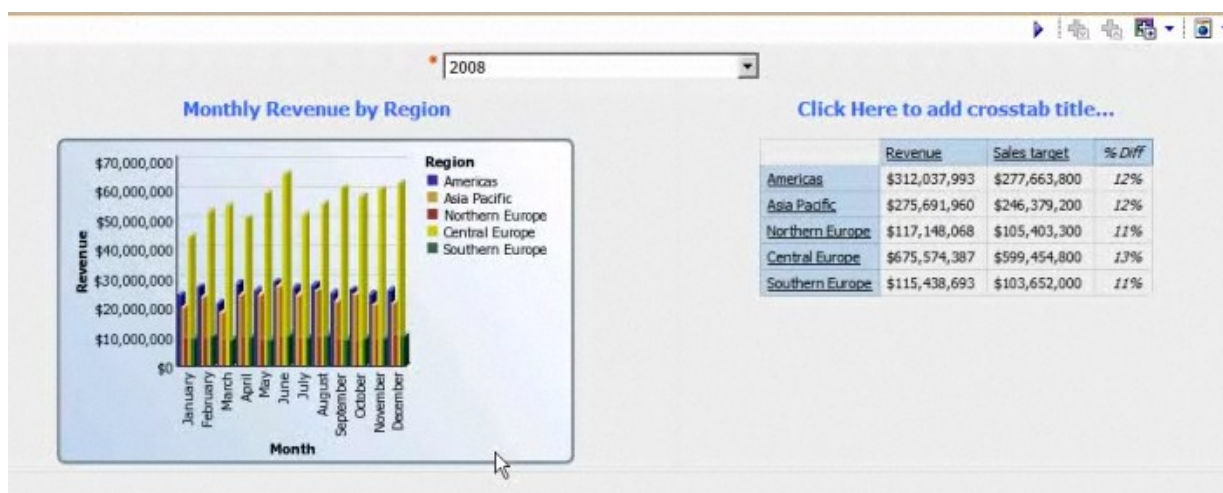 2008
Monthly Revenue by Region
Click Here to add crosstab title...
$70,000,000
$60,000,000
$50,000,000
$40,000,000
$30,000,000
$20,000,000
$10,000,000
$0
Revenue
January
February
March
April
May
June
July
August
September
October
November
December
Month
Region
Americas
Asia Pacific
Northern Europe
Central Europe
Southern Europe
Revenue Sales target % Diff
Americas $312,037,993 $277,663,800 12%
Asia Pacific $275,691,960 $246,379,200 12%
Northern Europe $117,148,068 $105,403,300 11%
Central Europe $675,574,387 $599,454,800 13%
Southern Europe $115,438,693 $103,652,000 11%